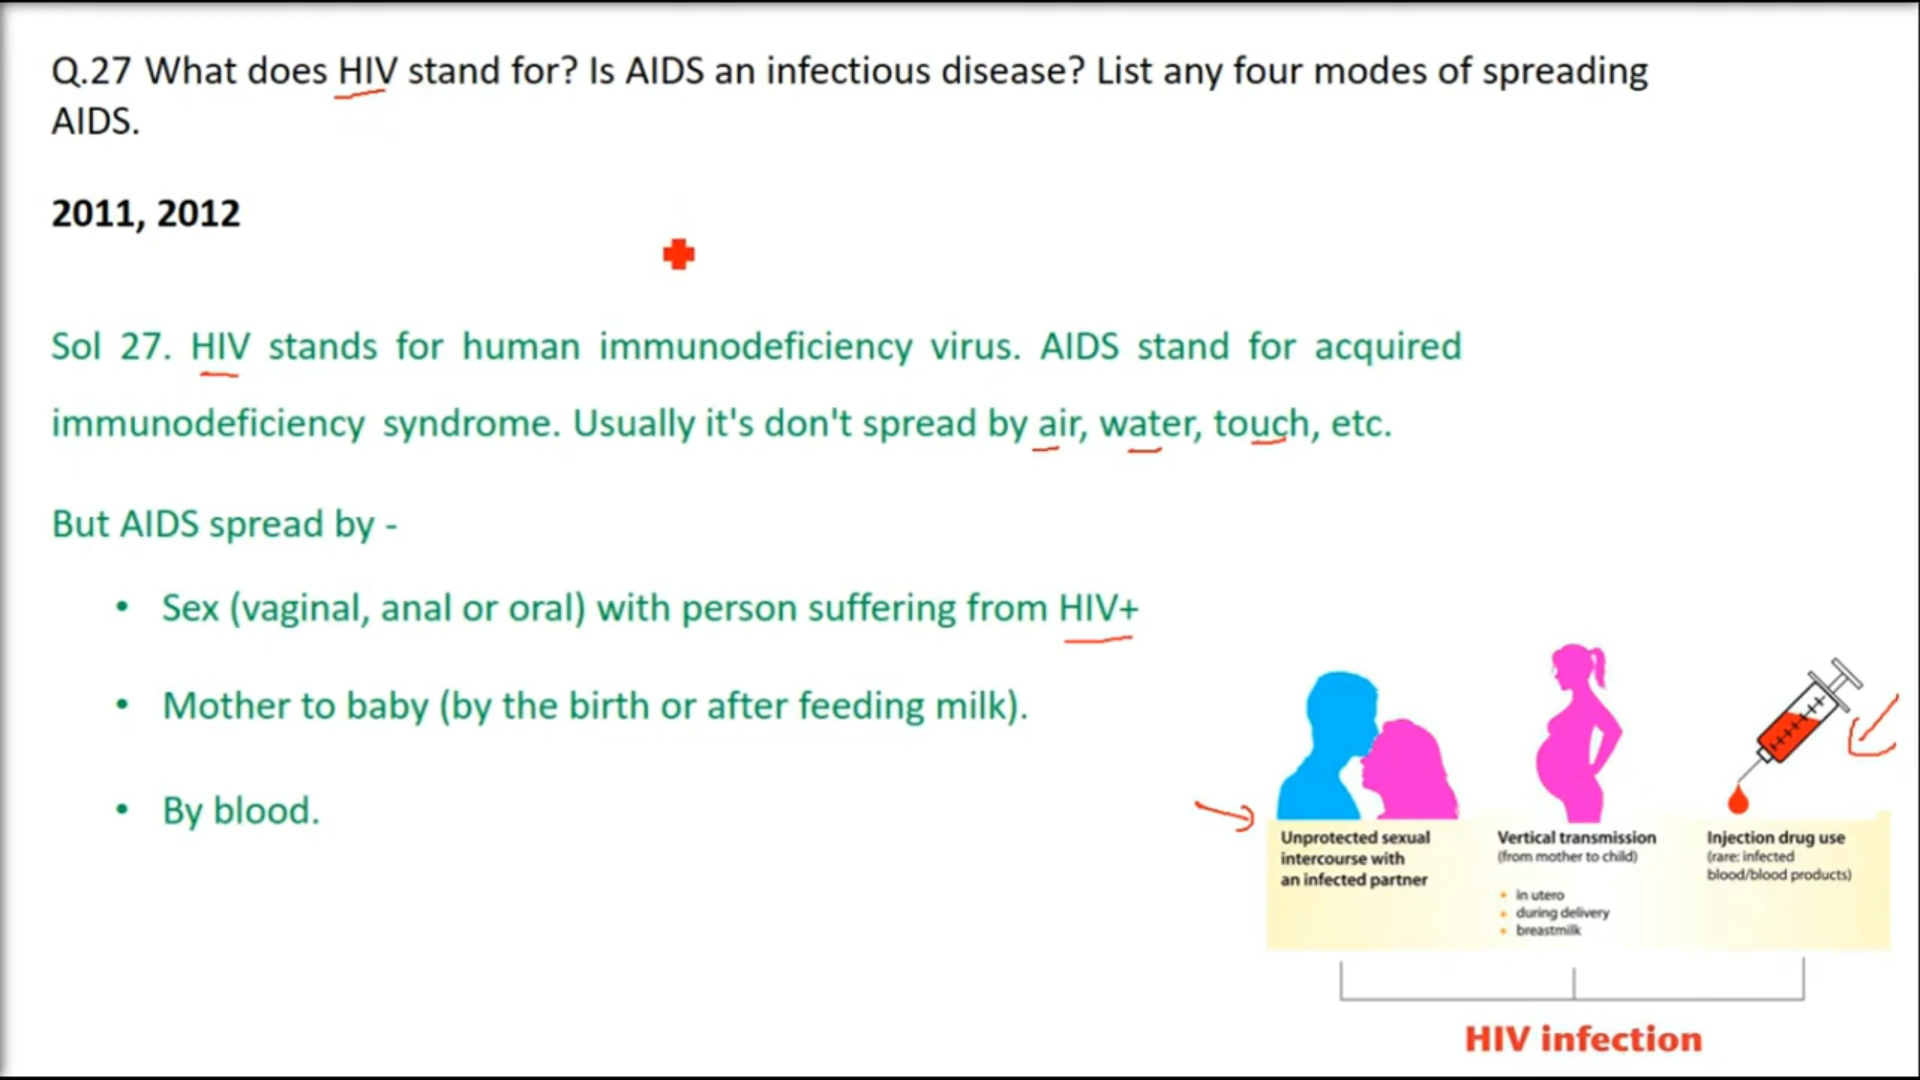 Q.27 What does HIV stand for? Is AIDS an infectious disease? List any four modes of spreading
AIDS.
2011, 2012
Sol 27. HIV stands for human immunodeficiency virus. AIDS stand for acquired
immunodeficiency syndrome. Usually it's don't spread by air, water, touch, etc.
But AIDS spread by -
• Sex (vaginal, anal or oral) with person suffering from HIV+
• Mother to baby (by the birth or after feeding milk).
• By blood.
Unprotected sexual
intercourse with
an infected partner
Vertical transmission
(from mother to child)
• in utero
• during delivery
• breastmilk
Injection drug use
(rare: infected
blood/blood products)
HIV infection